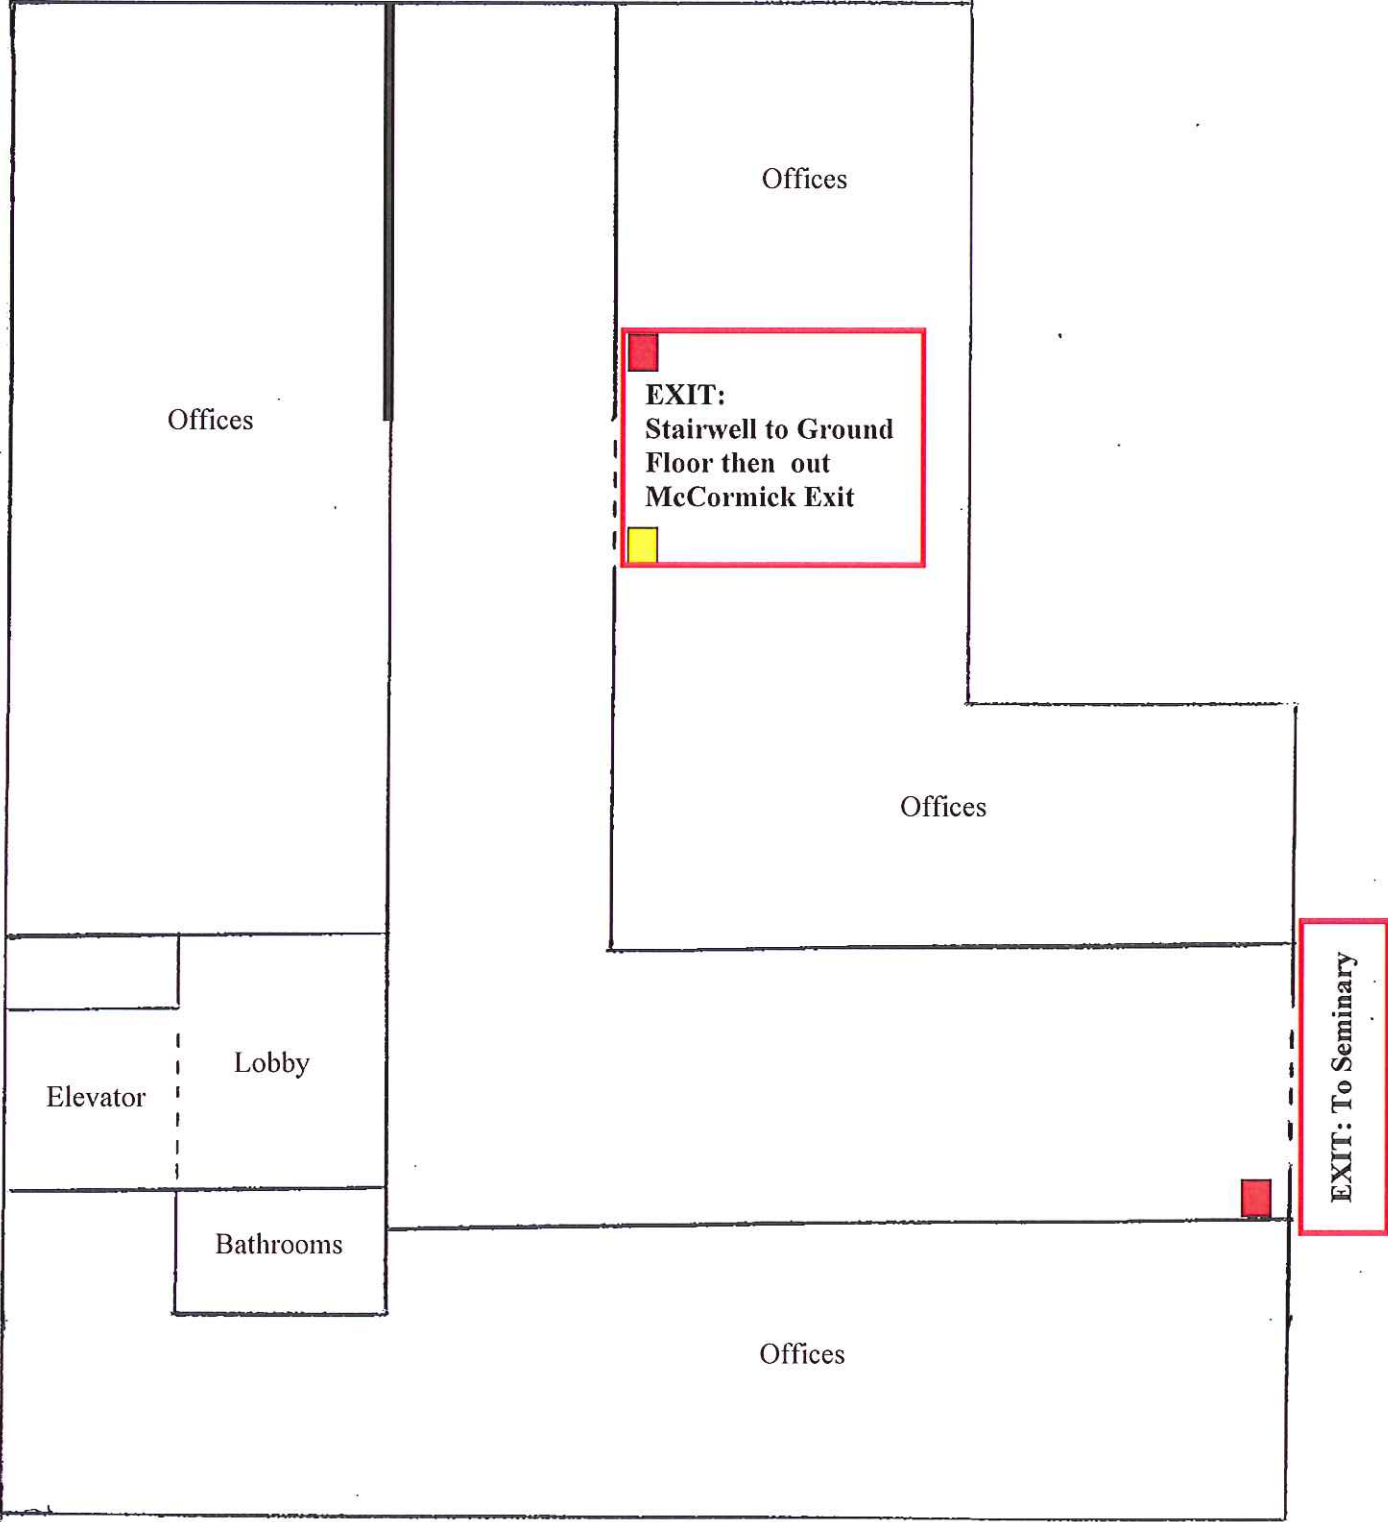 Offices
Offices
EXIT:
Stairwell to Ground
Floor then out
McCormick Exit
Offices
EXIT: To Seminary
Lobby
Elevator
Bathrooms
Offices